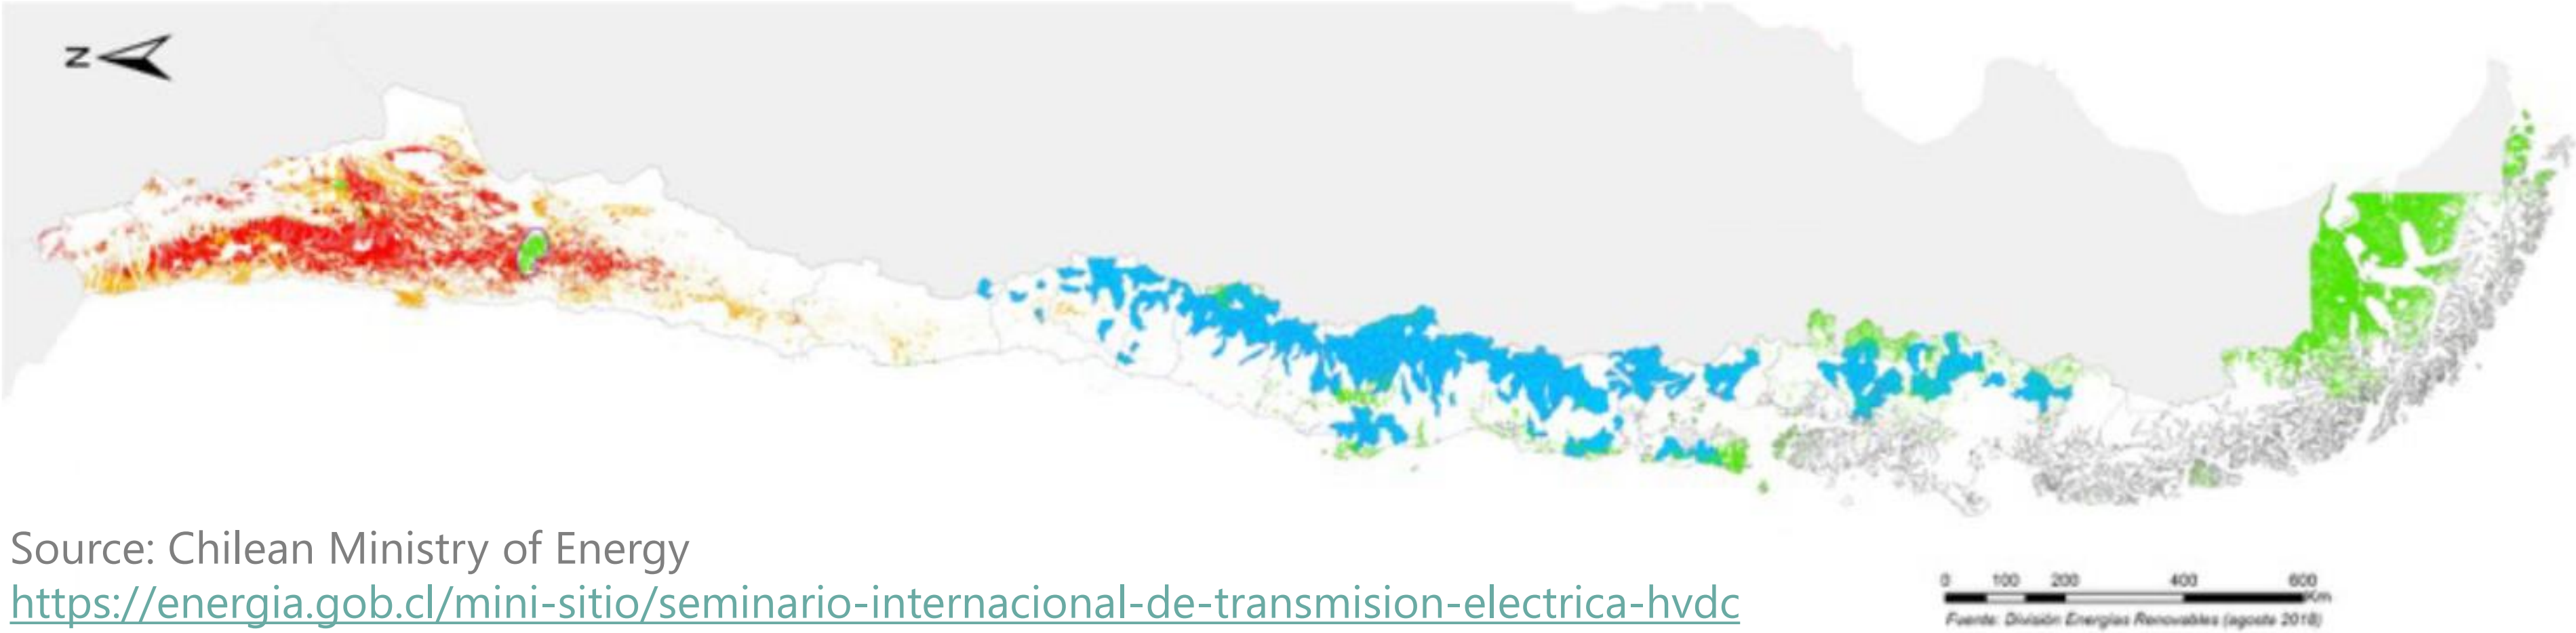 N
Source: Chilean Ministry of Energy
https://energia.gob.cl/mini-sitio/seminario-internacional-de-transmision-electrica-hvdc
0 100 200 400 600
Km
Fuente: División Energías Renovables (agosto 2018)